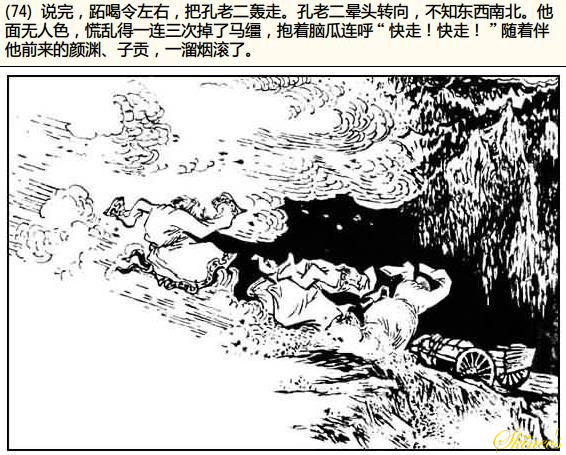 (74) 说完，跖喝令左右，把孔老二轰走。孔老二晕头转向，不知东西南北。他
面无人色，慌乱得一连三次掉了马缰，抱着脑瓜连呼“快走！快走！”随着伴
他前来的颜渊、子贡，一溜烟滚了。